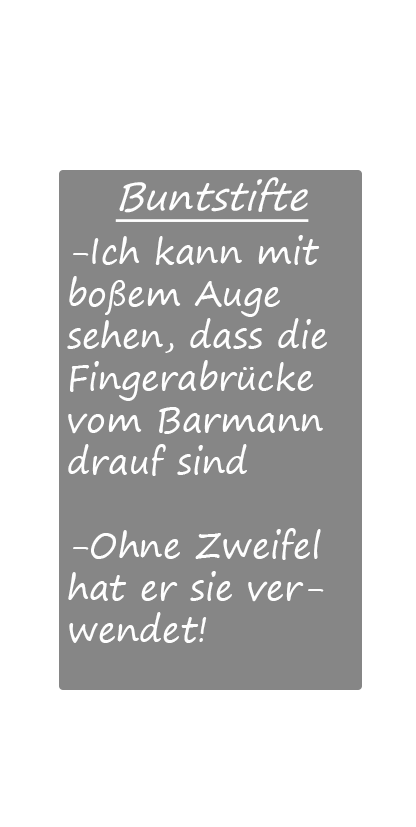 Buntstifte
-Ich kann mit
boßem Auge
sehen, dass die
Fingerabrücke
vom Barmann
drauf sind
-Ohne Zweifel
hat er sie ver-
wendet!